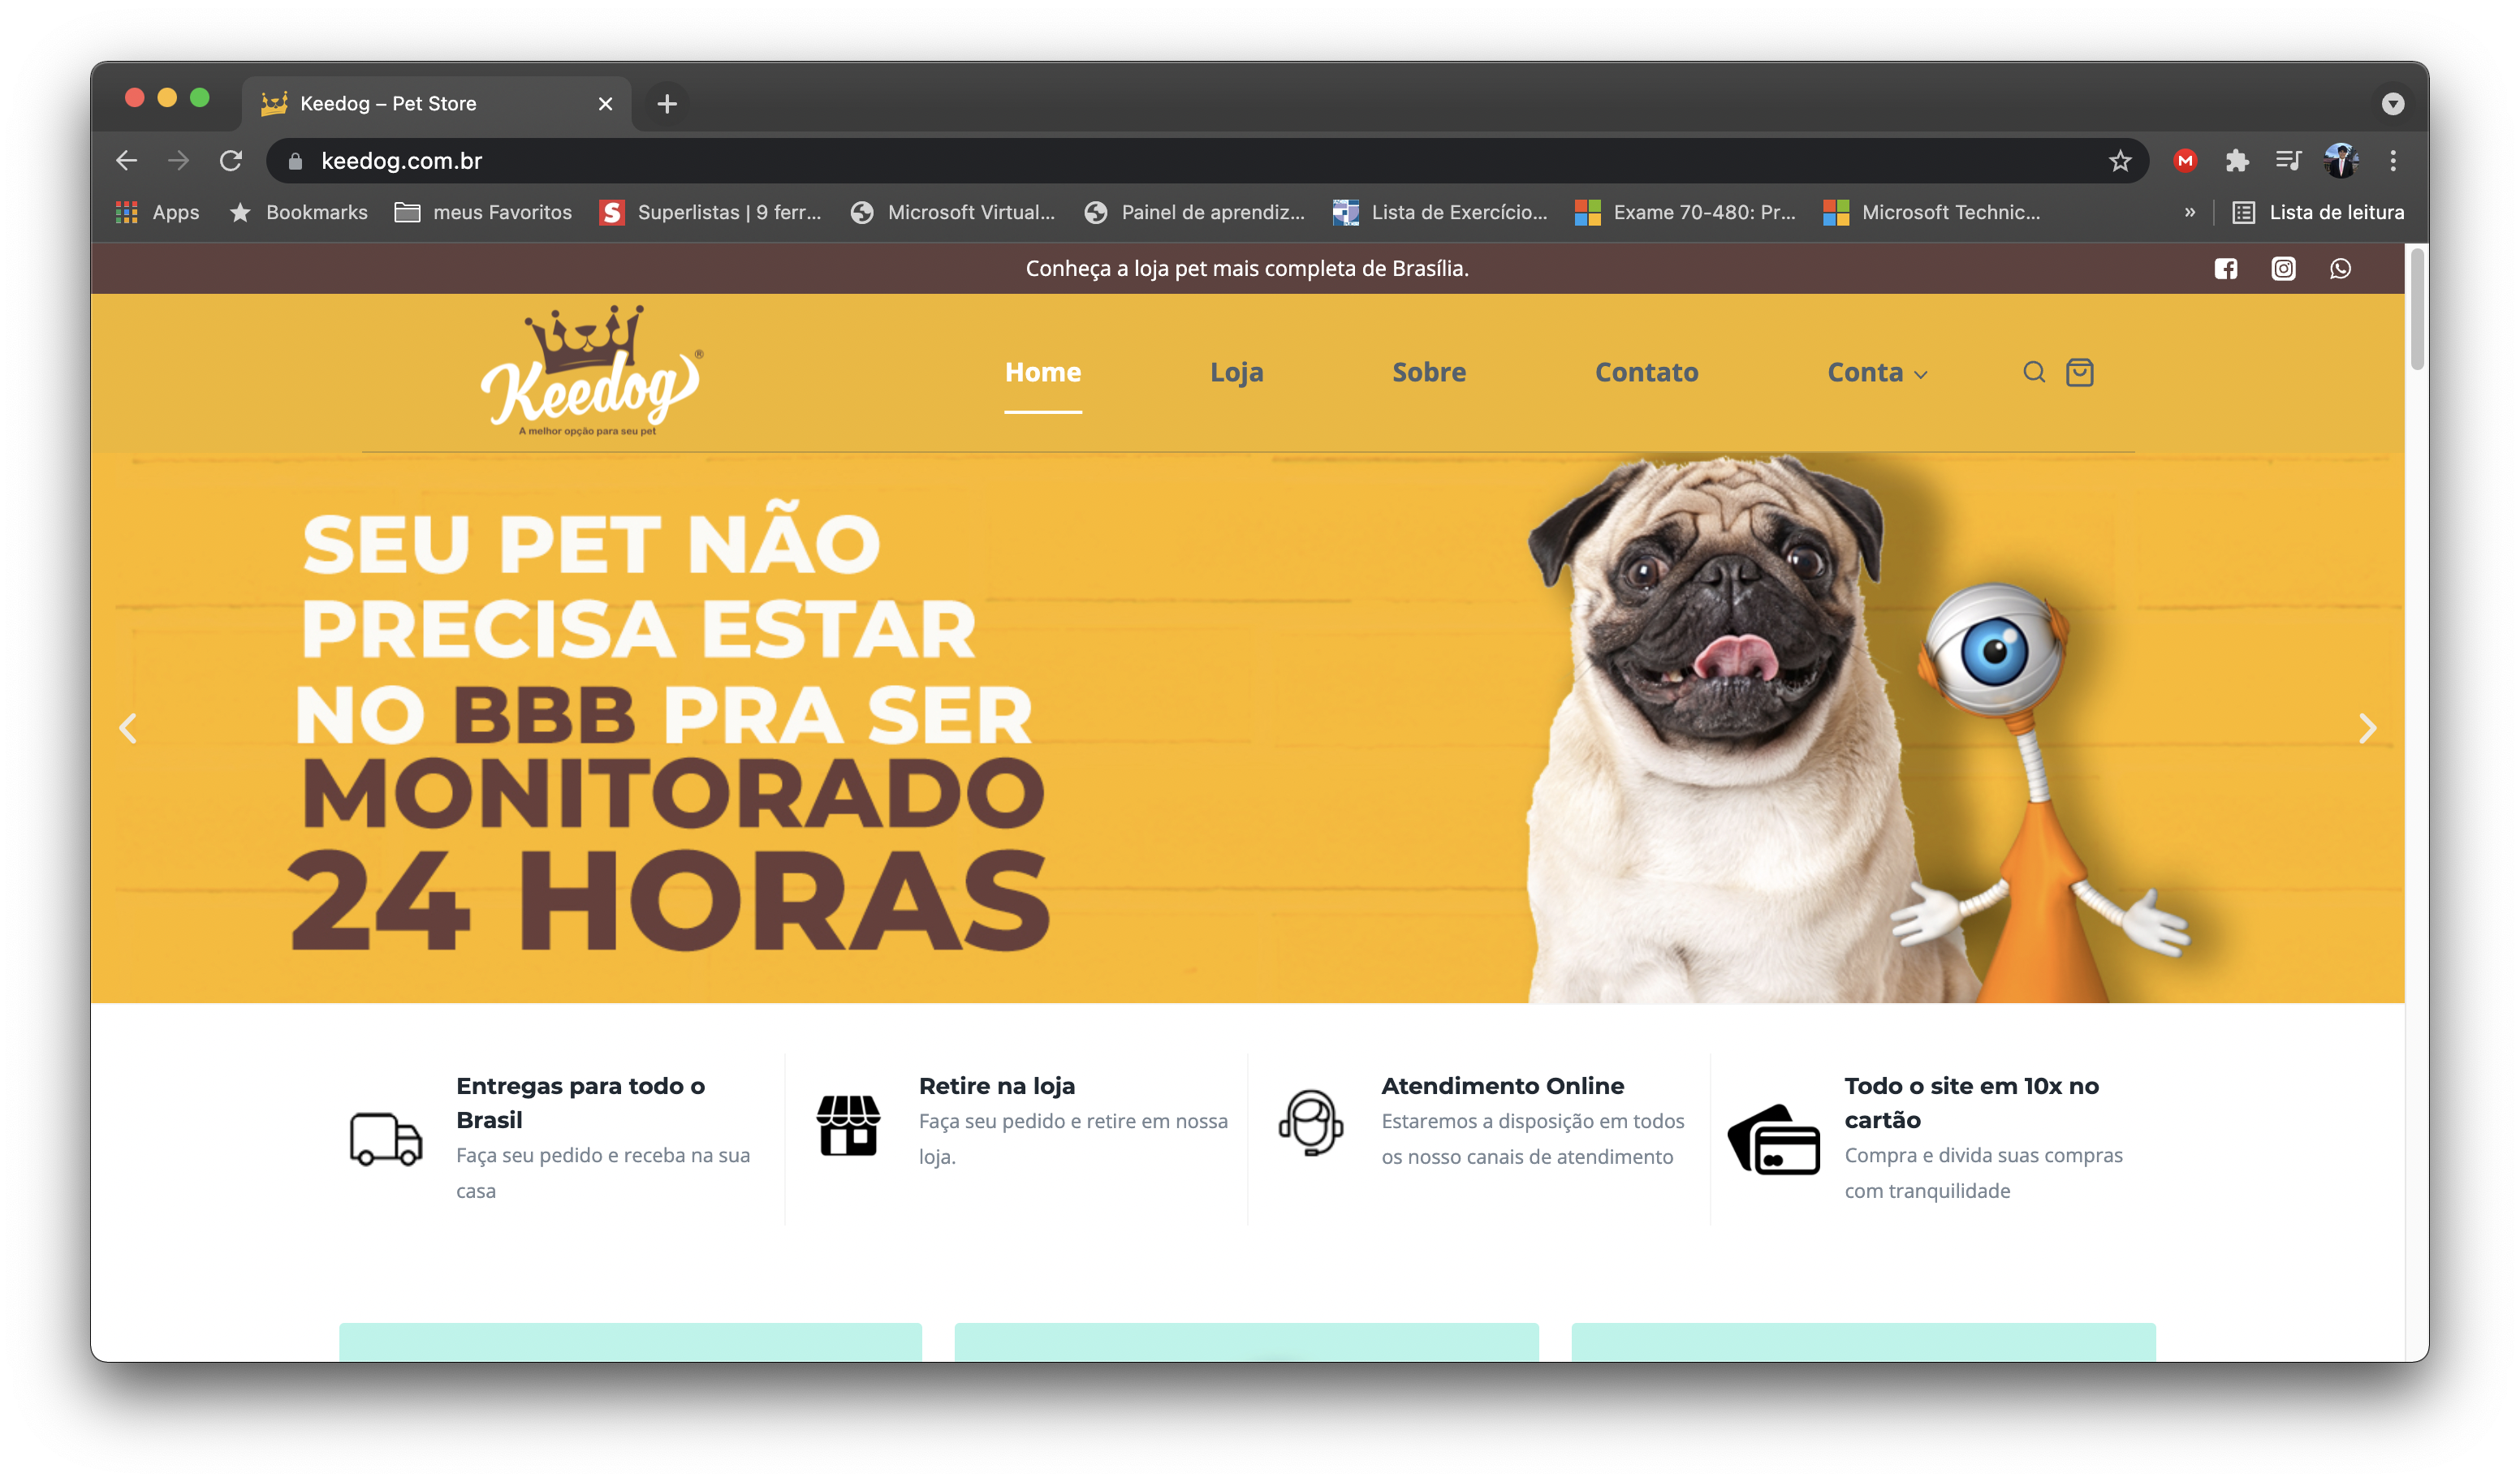 Keedog – Pet Store
keedog.com.br
Apps
Bookmarks
meus Favoritos
Superlistas | 9 ferr...
Microsoft Virtual...
Painel de aprendiz...
Lista de Exercício...
Exame 70-480: Pr...
Microsoft Technic...
»
Lista de leitura
Conheça a loja pet mais completa de Brasília.
Keedog®
A melhor opção para seu pet
Home
Loja
Sobre
Contato
Conta
SEU PET NÃO
PRECISA ESTAR
NO BBB PRA SER
MONITORADO
24 HORAS
Entregas para todo o
Brasil
Faça seu pedido e receba na sua
casa
Retire na loja
Faça seu pedido e retire em nossa
loja.
Atendimento Online
Estaremos a disposição em todos
os nosso canais de atendimento
Todo o site em 10x no
cartão
Compra e divida suas compras
com tranquilidade